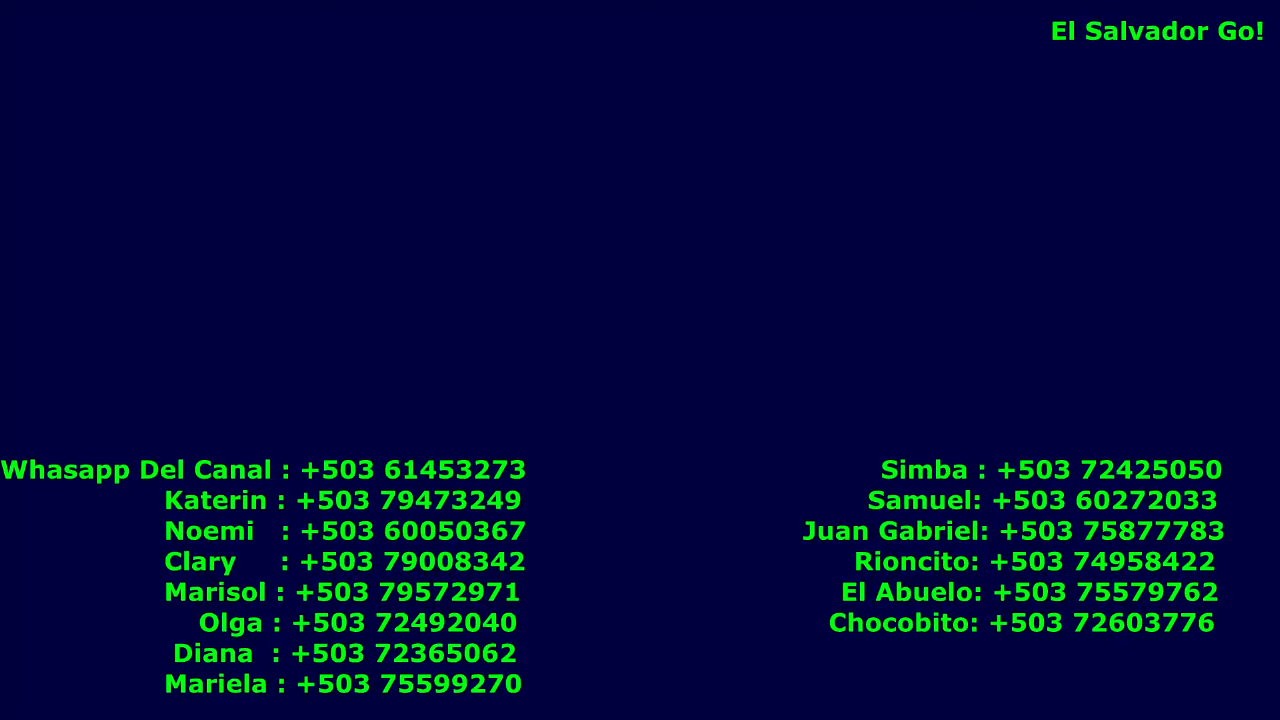 El Salvador Go!
Whasapp Del Canal : +503 61453273
Katerin : +503 79473249
Noemi : +503 60050367
Clary : +503 79008342
Marisol : +503 79572971
Olga : +503 72492040
Diana : +503 72365062
Mariela : +503 75599270
Simba : +503 72425050
Samuel: +503 60272033
Juan Gabriel: +503 75877783
Rioncito: +503 74958422
El Abuelo: +503 75579762
Chocobito: +503 72603776